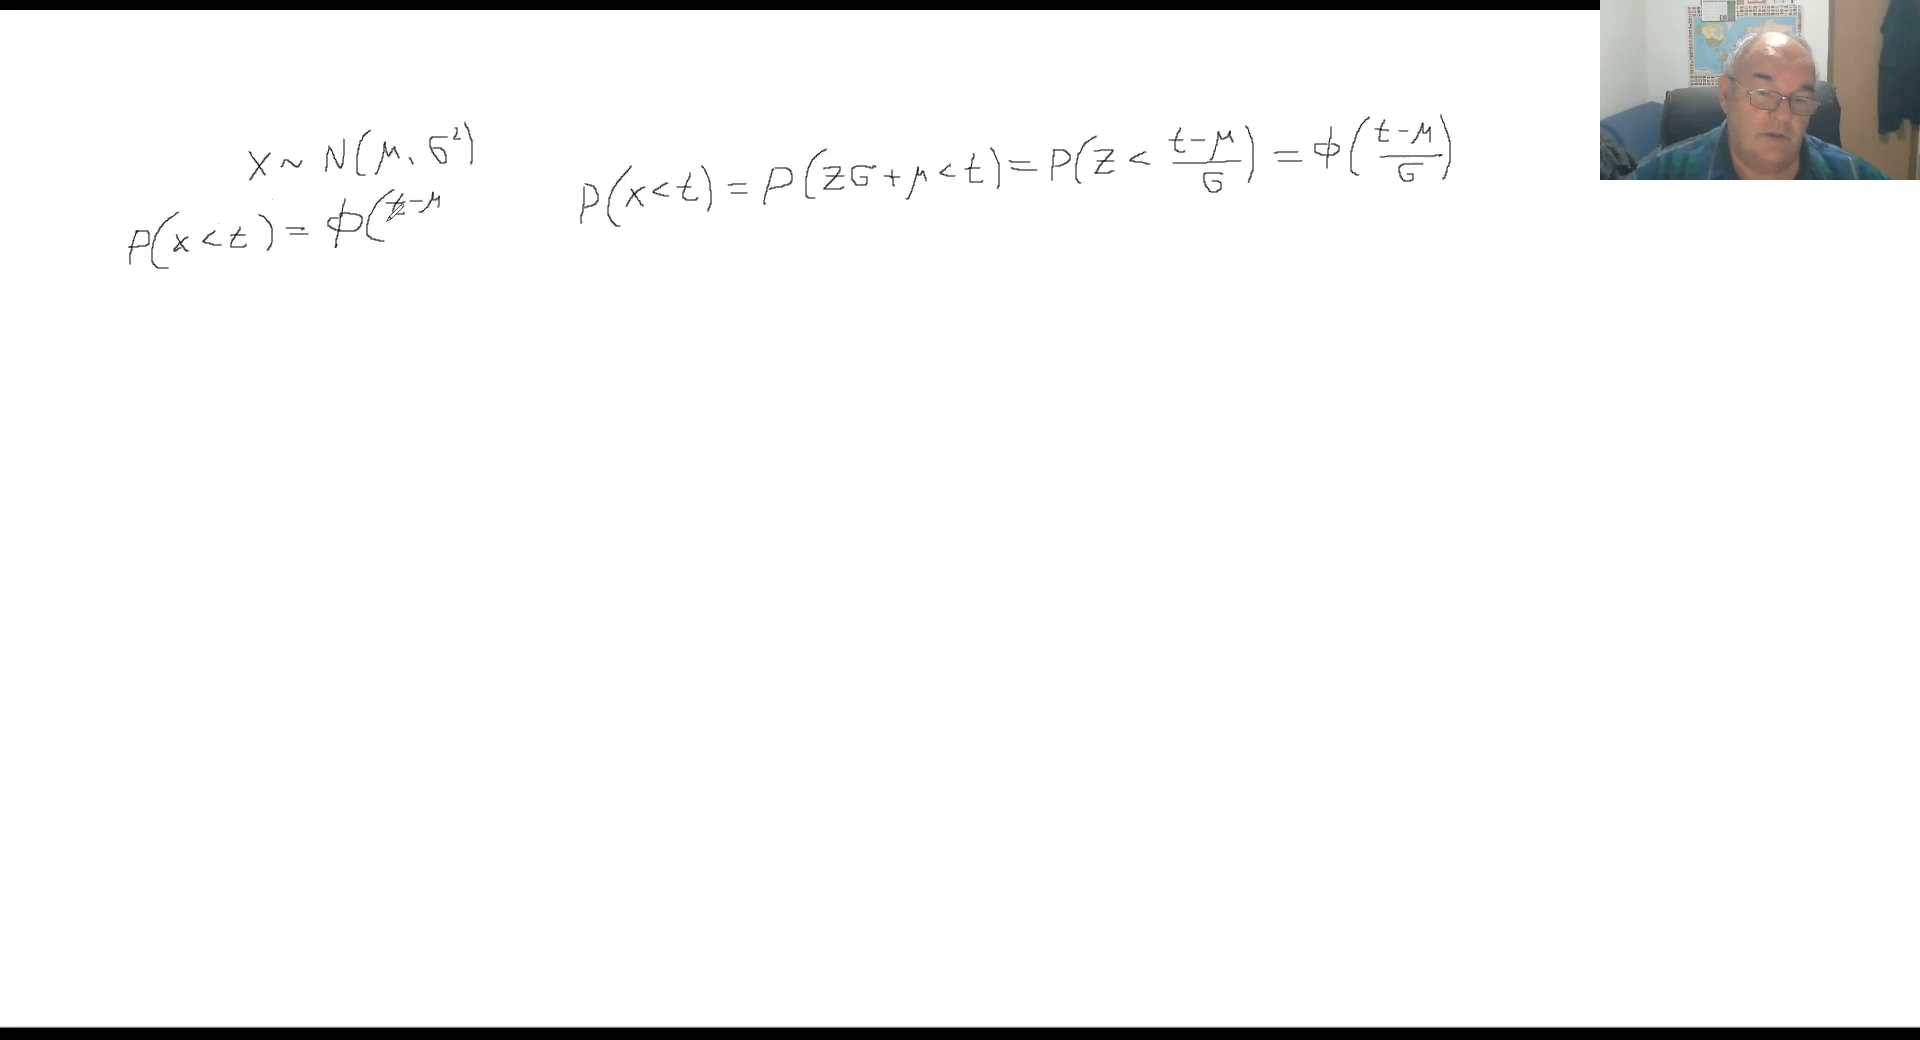 x ~ N(μ, σ²)
P(x < t) = Φ(t-μ
P(x < t) = P(Zσ + μ < t) = P(Z < (t-μ)/σ) = Φ((t-μ)/σ)